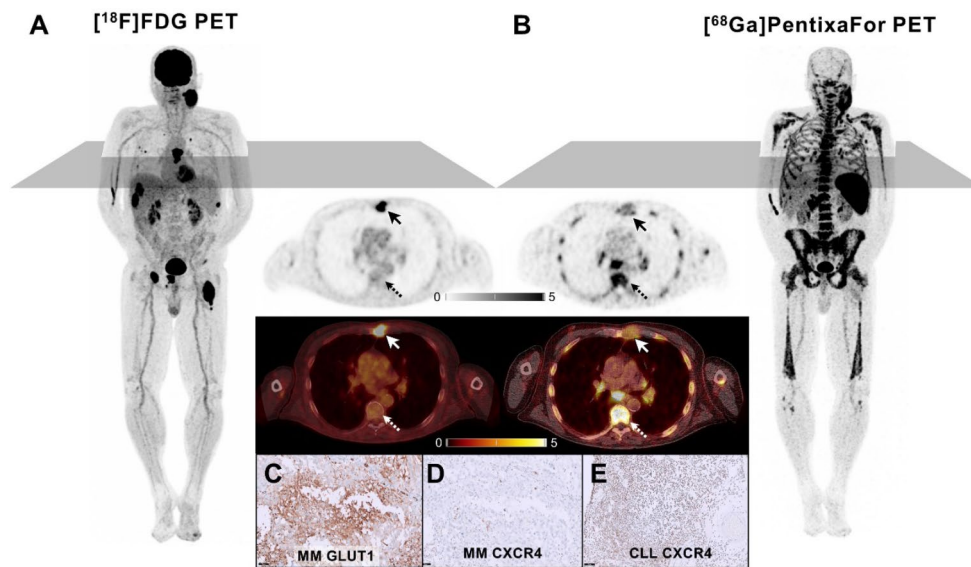 A
[¹⁸F]FDG PET
B
[⁶⁸Ga]PentixaFor PET
0 5
0 5
C
MM GLUT1
D
MM CXCR4
E
CLL CXCR4